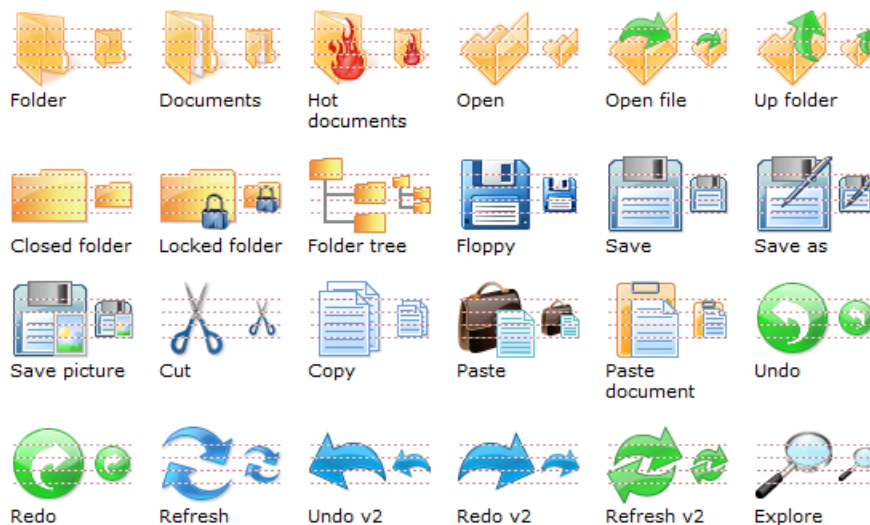 Folder
Documents
Hot
documents
Open
Open file
Up folder
Closed folder
Locked folder
Folder tree
Floppy
Save
Save as
Save picture
Cut
Copy
Paste
Paste
document
Undo
Redo
Refresh
Undo v2
Redo v2
Refresh v2
Explore